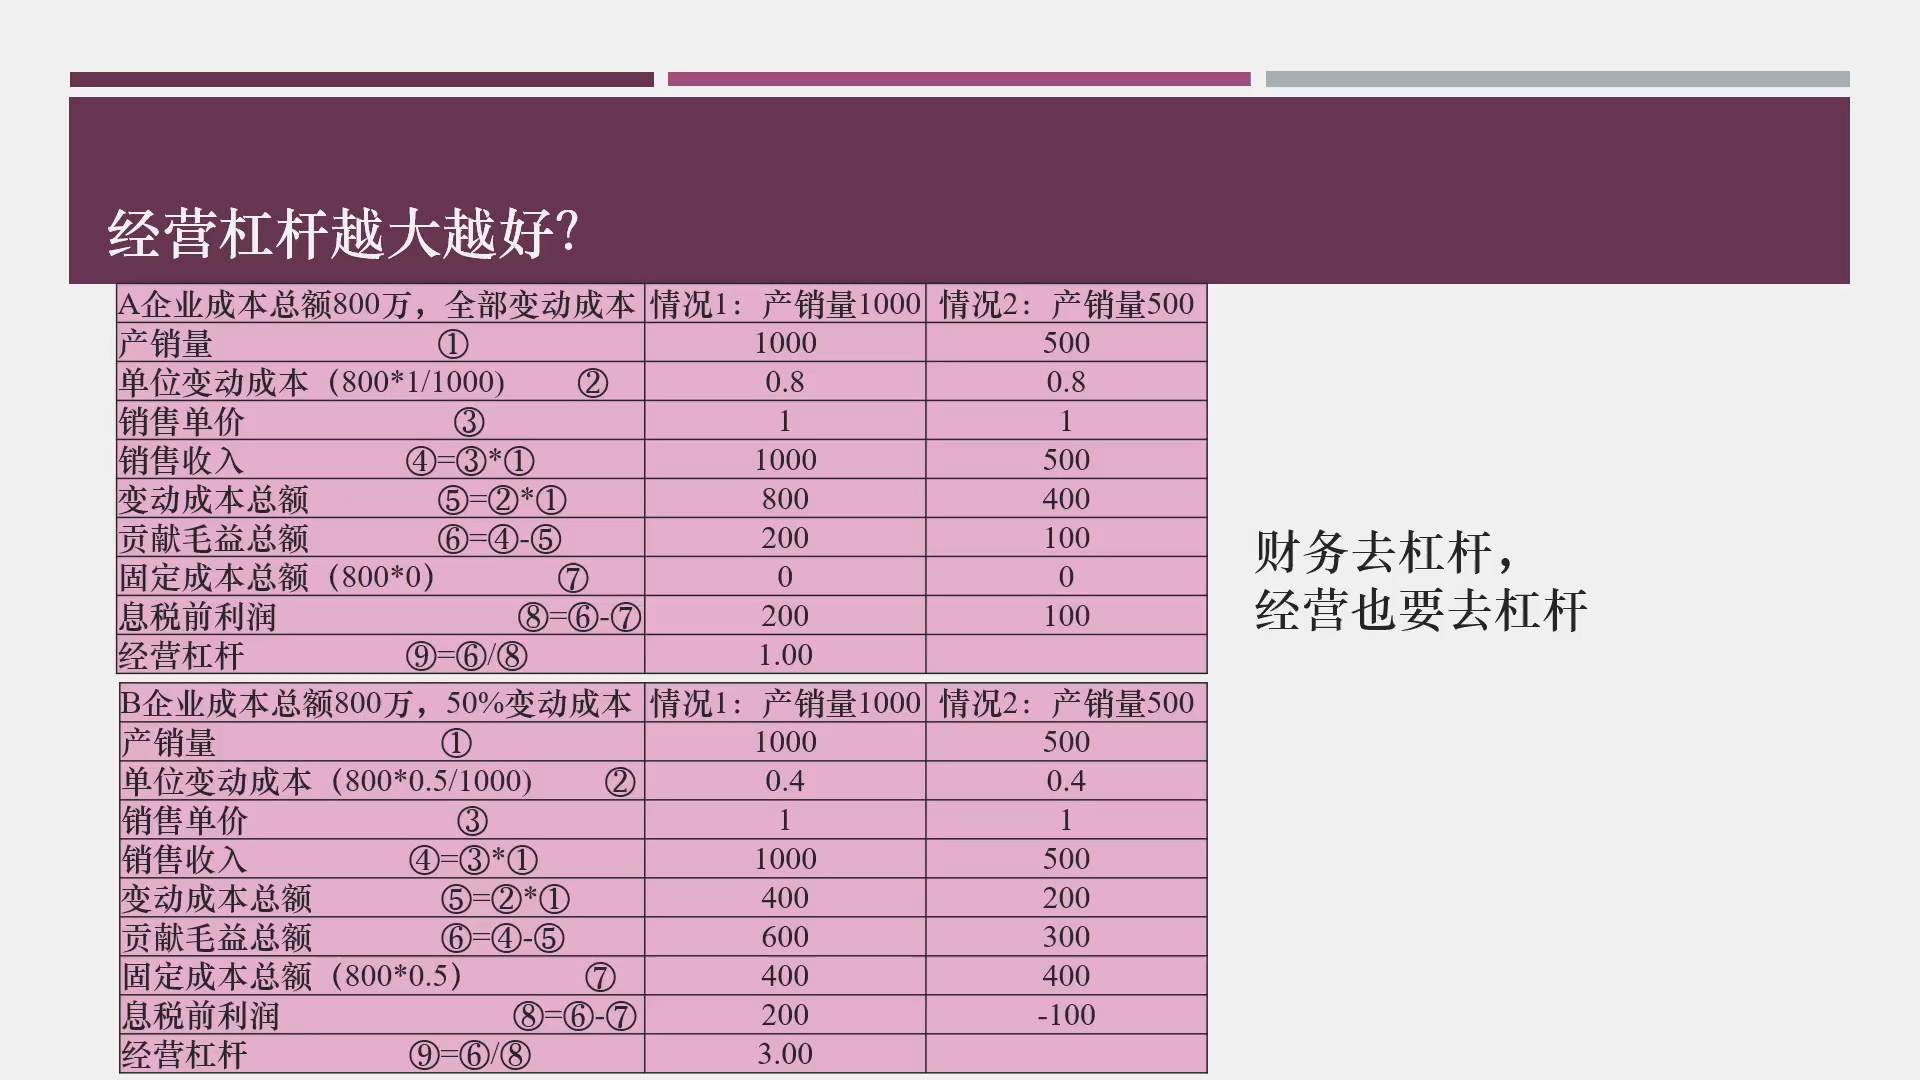 经营杠杆越大越好？
A企业成本总额800万，全部变动成本 情况1：产销量1000 情况2：产销量500
产销量 ① 1000 500
单位变动成本（800*1/1000) ② 0.8 0.8
销售单价 ③ 1 1
销售收入 ④=③*① 1000 500
变动成本总额 ⑤=②*① 800 400
贡献毛益总额 ⑥=④-⑤ 200 100
固定成本总额（800*0） ⑦ 0 0
息税前利润 ⑧=⑥-⑦ 200 100
经营杠杆 ⑨=⑥/⑧ 1.00
财务去杠杆，
经营也要去杠杆
B企业成本总额800万，50%变动成本 情况1：产销量1000 情况2：产销量500
产销量 ① 1000 500
单位变动成本（800*0.5/1000) ② 0.4 0.4
销售单价 ③ 1 1
销售收入 ④=③*① 1000 500
变动成本总额 ⑤=②*① 400 200
贡献毛益总额 ⑥=④-⑤ 600 300
固定成本总额（800*0.5） ⑦ 400 400
息税前利润 ⑧=⑥-⑦ 200 -100
经营杠杆 ⑨=⑥/⑧ 3.00